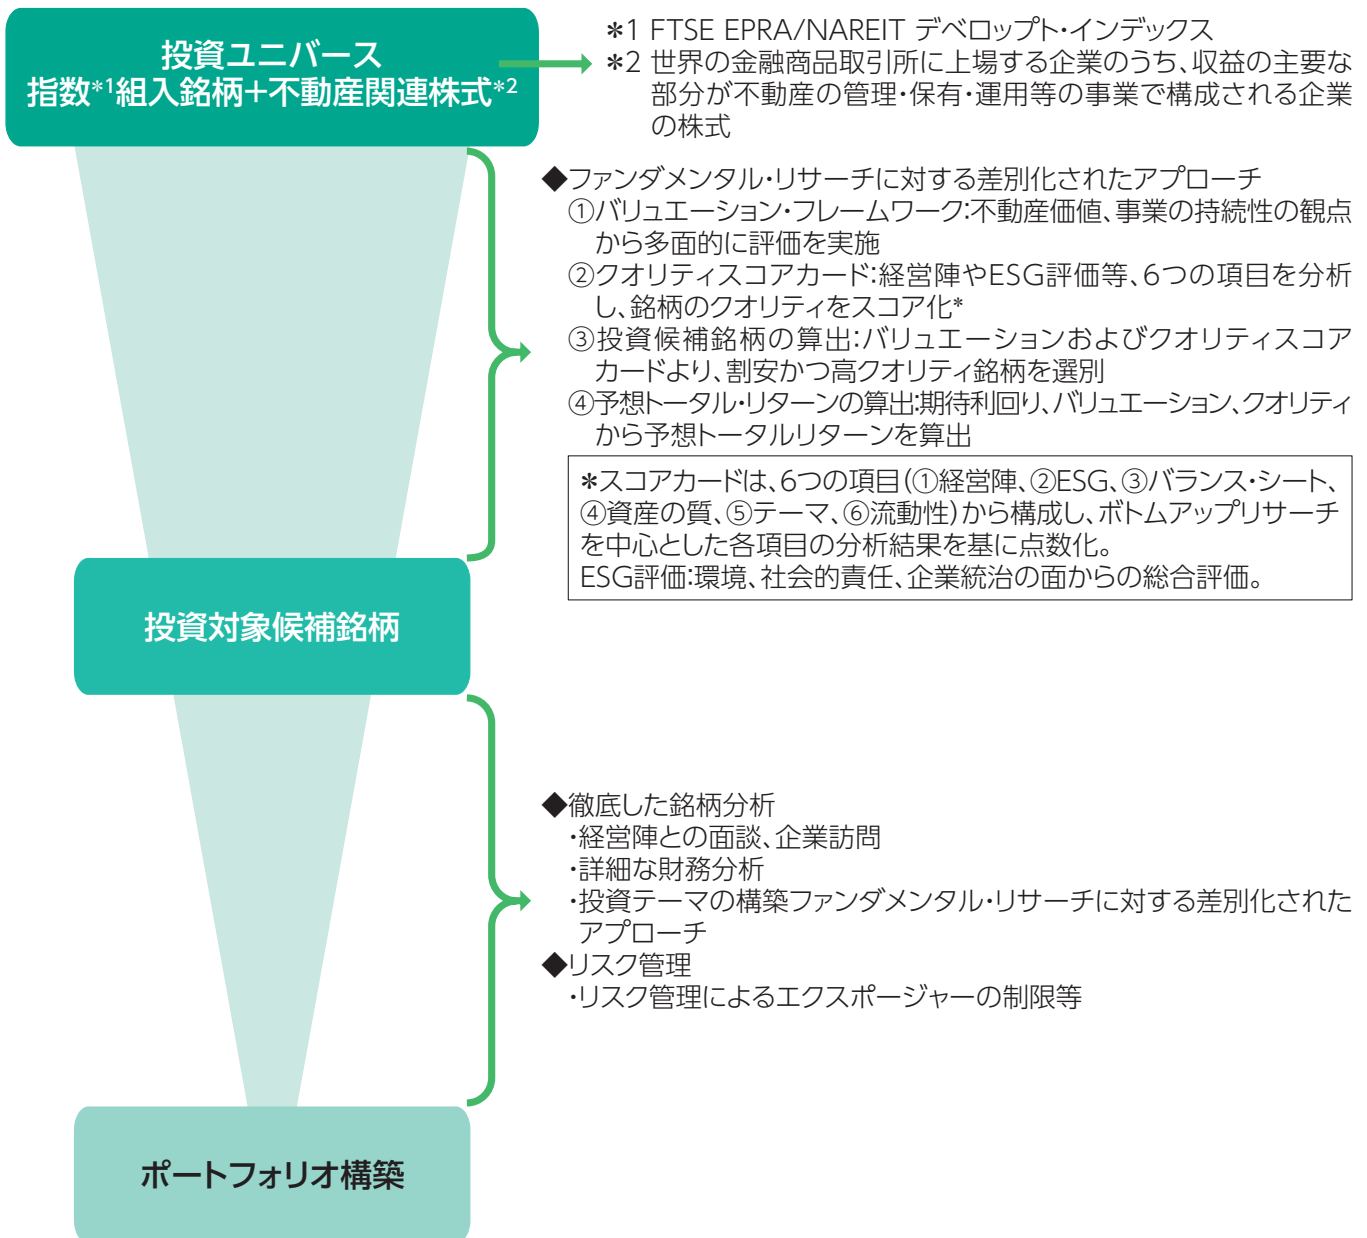 投資ユニバース
指数*1組入銘柄+不動産関連株式*2
*1 FTSE EPRA/NAREIT デベロップト・インデックス
*2 世界の金融商品取引所に上場する企業のうち、収益の主要な
部分が不動産の管理・保有・運用等の事業で構成される企業
の株式
◆ファンダメンタル・リサーチに対する差別化されたアプローチ
①バリュエーション・フレームワーク:不動産価値、事業の持続性の観点
から多面的に評価を実施
②クオリティスコアカード:経営陣やESG評価等、6つの項目を分析
し、銘柄のクオリティをスコア化*
③投資候補銘柄の算出:バリュエーションおよびクオリティスコア
カードより、割安かつ高クオリティ銘柄を選別
④予想トータル・リターンの算出:期待利回り、バリュエーション、クオリティ
から予想トータルリターンを算出
*スコアカードは、6つの項目(①経営陣、②ESG、③バランス・シート、
④資産の質、⑤テーマ、⑥流動性)から構成し、ボトムアップリサーチ
を中心とした各項目の分析結果を基に点数化。
ESG評価:環境、社会的責任、企業統治の面からの総合評価。
投資対象候補銘柄
◆徹底した銘柄分析
・経営陣との面談、企業訪問
・詳細な財務分析
・投資テーマの構築ファンダメンタル・リサーチに対する差別化された
アプローチ
◆リスク管理
・リスク管理によるエクスポージャーの制限等
ポートフォリオ構築